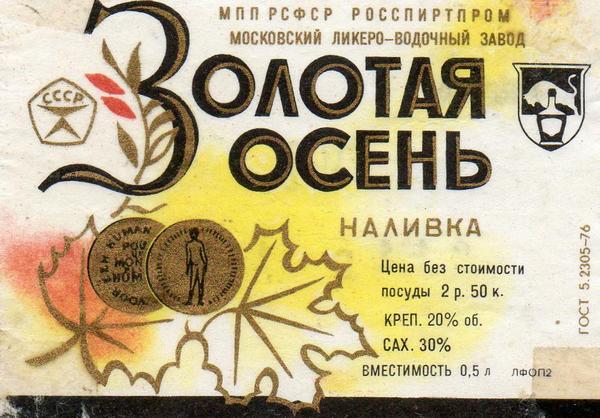 МПП РСФСР РОССПИРТПРОМ
МОСКОВСКИЙ ЛИКЕРО-ВОДОЧНЫЙ ЗАВОД
СССР
ЗОЛОТАЯ
ОСЕНЬ
НАЛИВКА
Цена без стоимости
посуды 2 р. 50 к.
КРЕП. 20% об.
САХ. 30%
ВМЕСТИМОСТЬ 0,5 л ЛФОП2
ГОСТ 5.2305-76